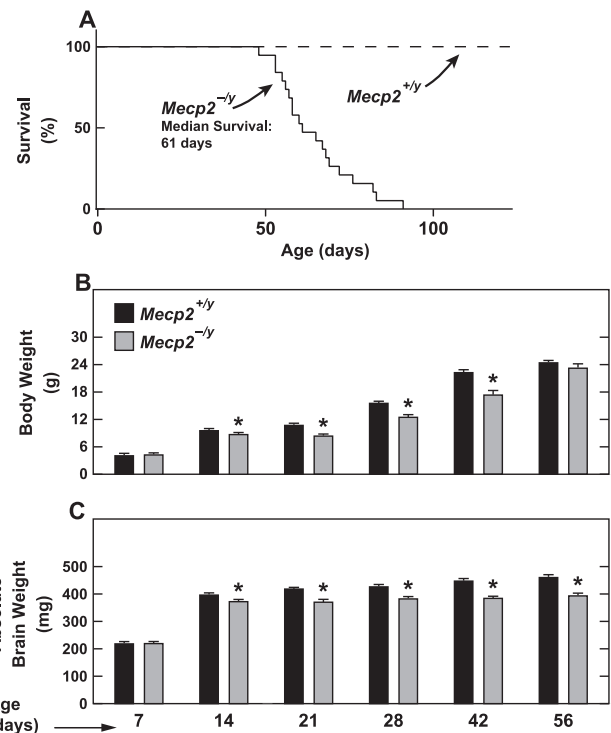 A
100
50
0
Survival
(%)
Mecp2 –/y
Median Survival:
61 days
Mecp2 +/y
0 50 100
Age (days)
B
Mecp2 +/y
Mecp2 –/y
Body Weight
(g)
30
24
18
12
6
0
* * * *
C
Brain Weight
(mg)
500
400
300
200
100
0
* * * * *
7 14 21 28 42 56